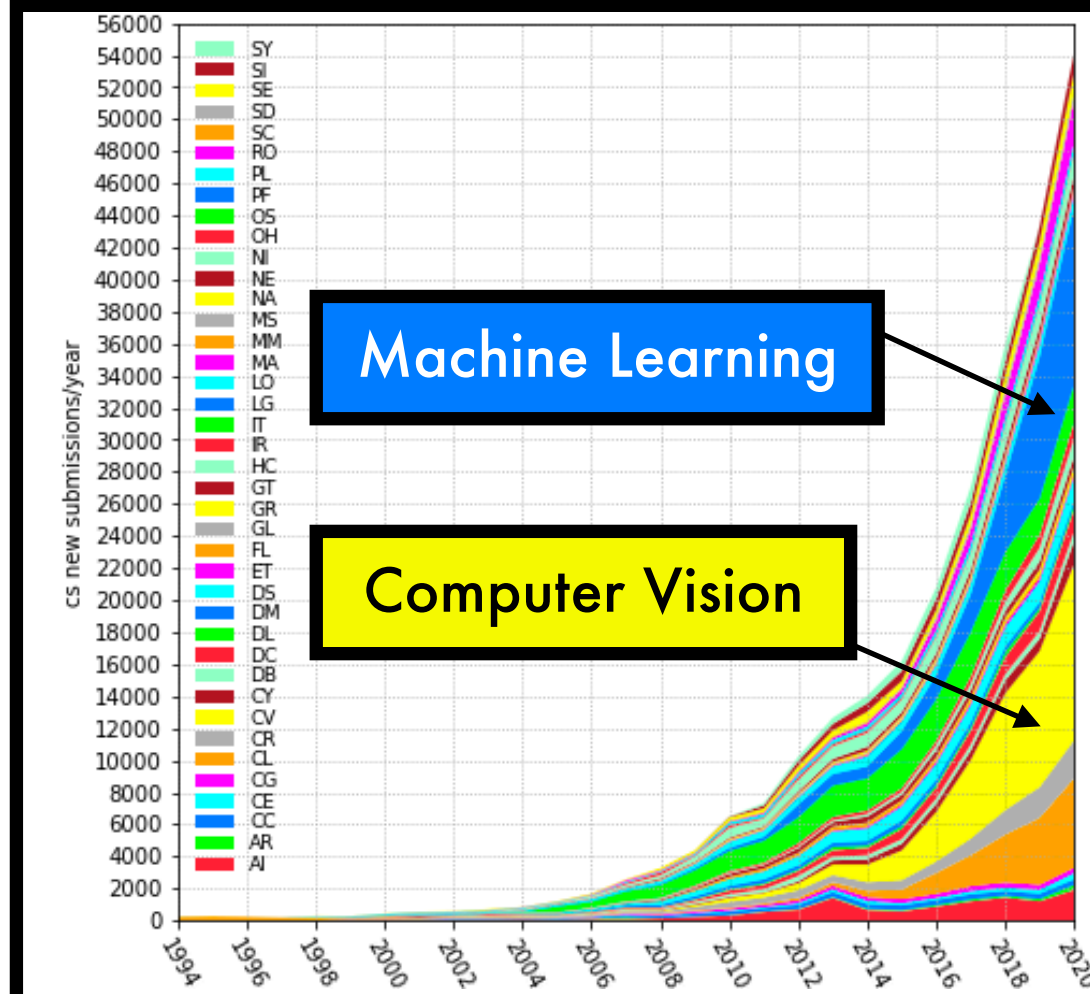 56000
54000
52000
50000
48000
46000
44000
42000
40000
38000
36000
34000
32000
30000
28000
26000
24000
22000
20000
18000
16000
14000
12000
10000
8000
6000
4000
2000
0
cs new submissions/year
SY
SI
SE
SD
SC
RO
PL
PF
OS
OH
NI
NE
NA
MS
MM
MA
LO
LG
IT
IR
HC
GT
GR
GL
FL
ET
DS
DM
DL
DC
DB
CY
CV
CR
CL
CG
CE
CC
AR
AI
Machine Learning
Computer Vision
1994
1996
1998
2000
2002
2004
2006
2008
2010
2012
2014
2016
2018
2020